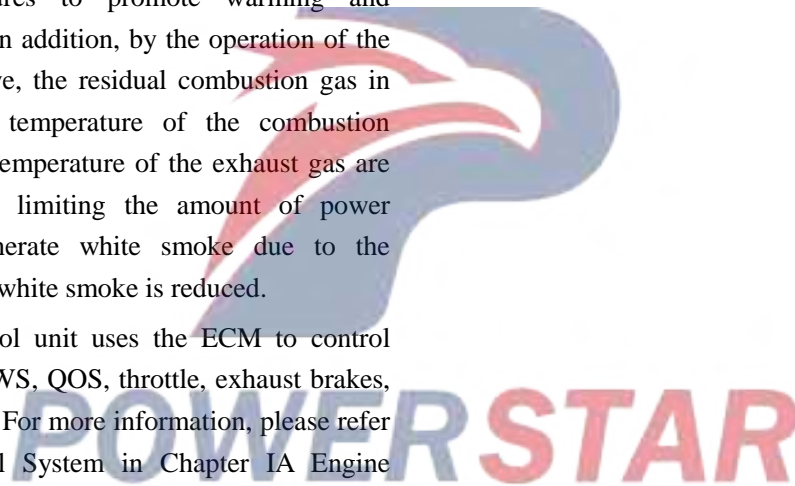 ures to promote warming and
n addition, by the operation of the
ve, the residual combustion gas in
temperature of the combustion
emperature of the exhaust gas are
limiting the amount of power
nerate white smoke due to the
white smoke is reduced.
ol unit uses the ECM to control
WS, QOS, throttle, exhaust brakes,
For more information, please refer
l System in Chapter IA Engine
POWERSTAR